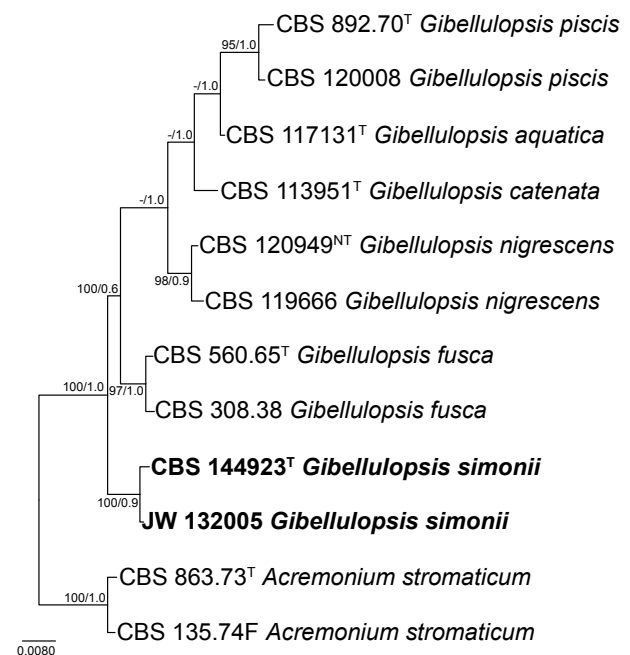 CBS 892.70ᵀ Gibellulopsis piscis
95/1.0
CBS 120008 Gibellulopsis piscis
-/1.0
CBS 117131ᵀ Gibellulopsis aquatica
-/1.0
CBS 113951ᵀ Gibellulopsis catenata
-/1.0
CBS 120949ᴺᵀ Gibellulopsis nigrescens
98/0.9
CBS 119666 Gibellulopsis nigrescens
100/0.6
CBS 560.65ᵀ Gibellulopsis fusca
100/1.0
97/1.0
CBS 308.38 Gibellulopsis fusca
CBS 144923ᵀ Gibellulopsis simonii
100/0.9
JW 132005 Gibellulopsis simonii
CBS 863.73ᵀ Acremonium stromaticum
100/1.0
CBS 135.74F Acremonium stromaticum
0.0080